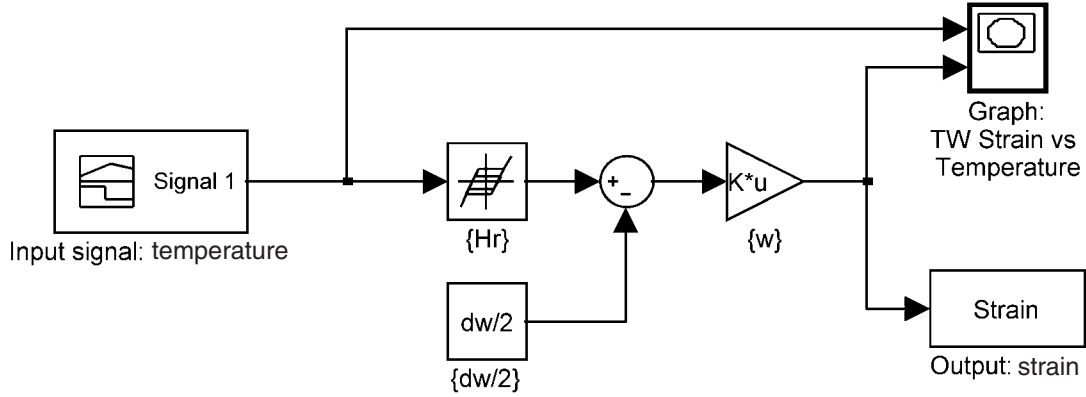 Graph:
TW Strain vs
Temperature
Signal 1
Input signal: temperature
{Hr}
+
-
K*u
{w}
dw/2
{dw/2}
Strain
Output: strain